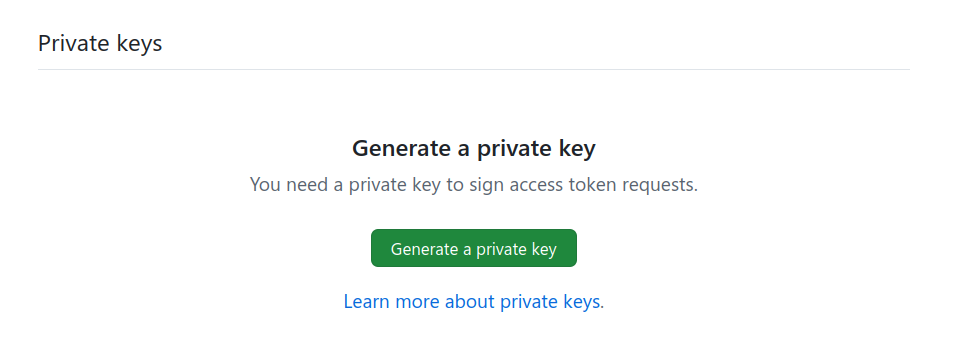 Private keys
Generate a private key
You need a private key to sign access token requests.
Generate a private key
Learn more about private keys.